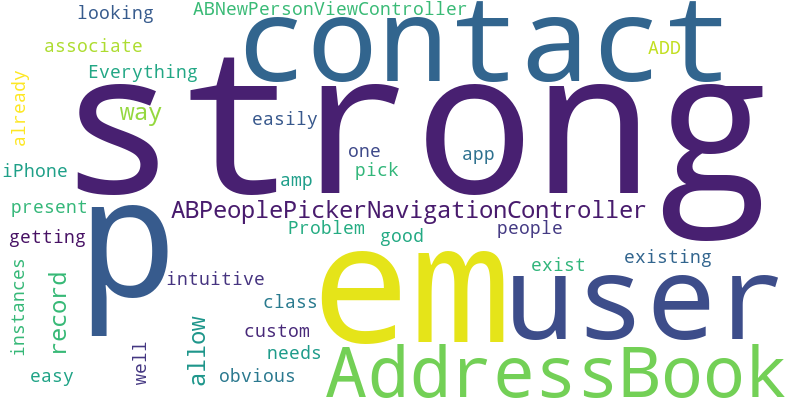 looking
ABNewPersonViewController
contact
associate
ADD
Everything
strong
already
way
easily
one
app
pick
iPhone
amp
p
present
ABPeoplePickerNavigationController
Problem
people
getting
good
em
existing
exist
intuitive
user
instances
record
class
custom
allow
well
needs
AddressBook
easy
obvious